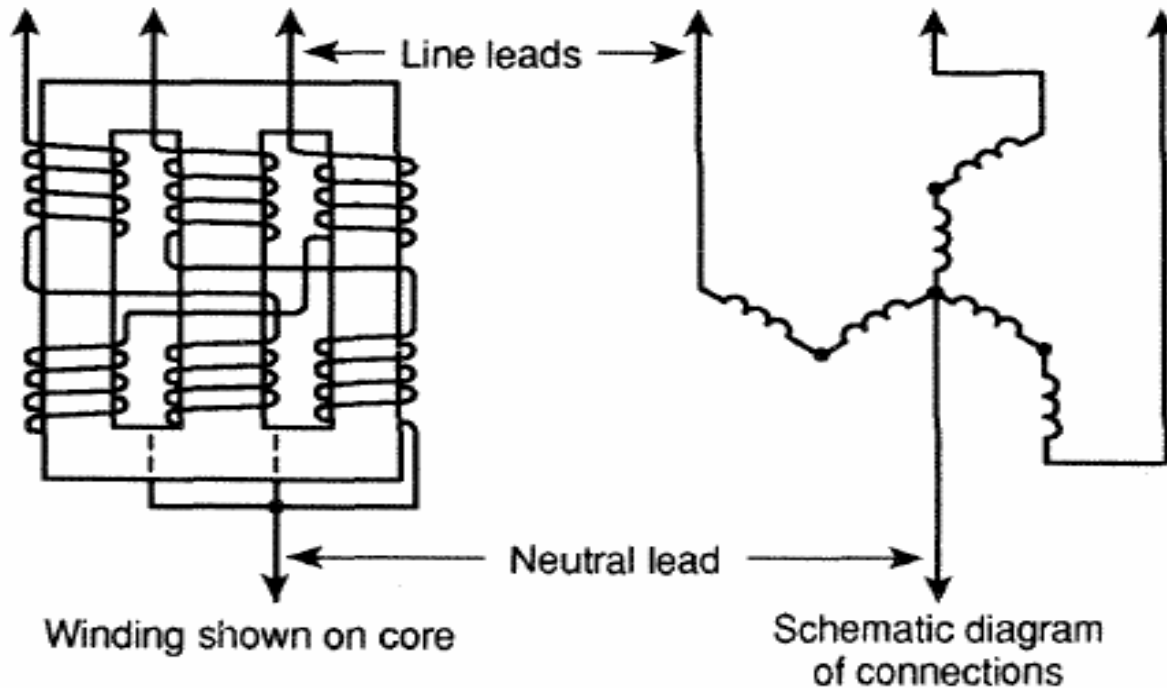 Line leads
Neutral lead
Winding shown on core
Schematic diagram
of connections